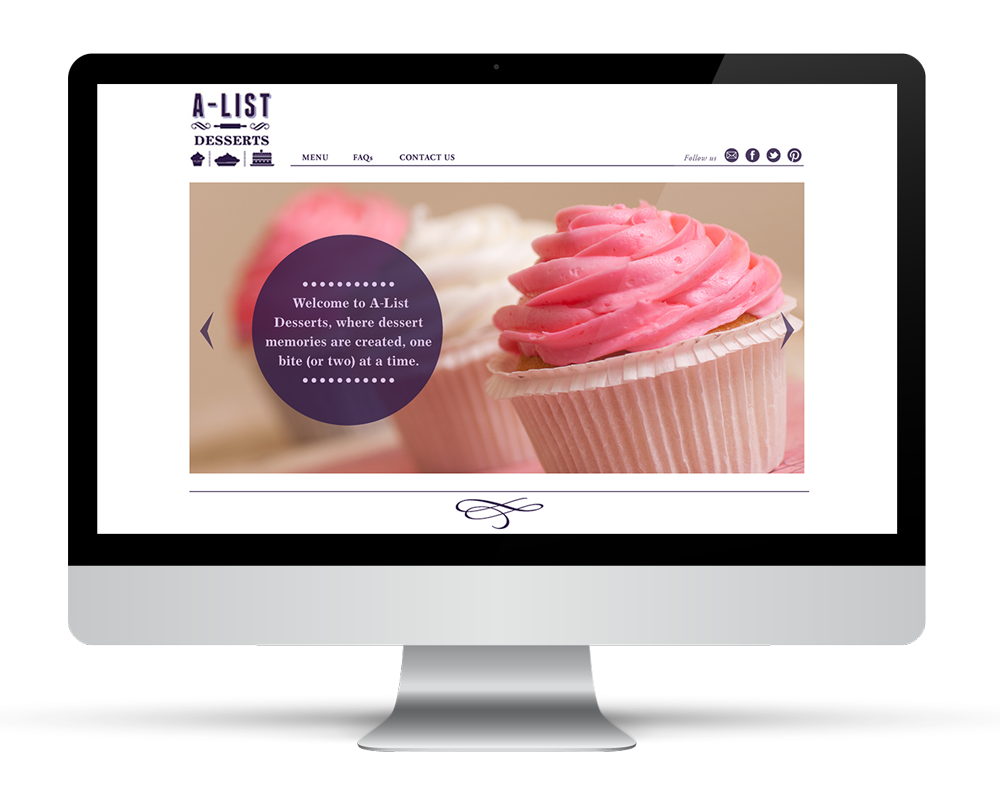 A-LIST
DESSERTS
MENU FAQs CONTACT US
Follow us
Welcome to A-List
Desserts, where dessert
memories are created, one
bite (or two) at a time.